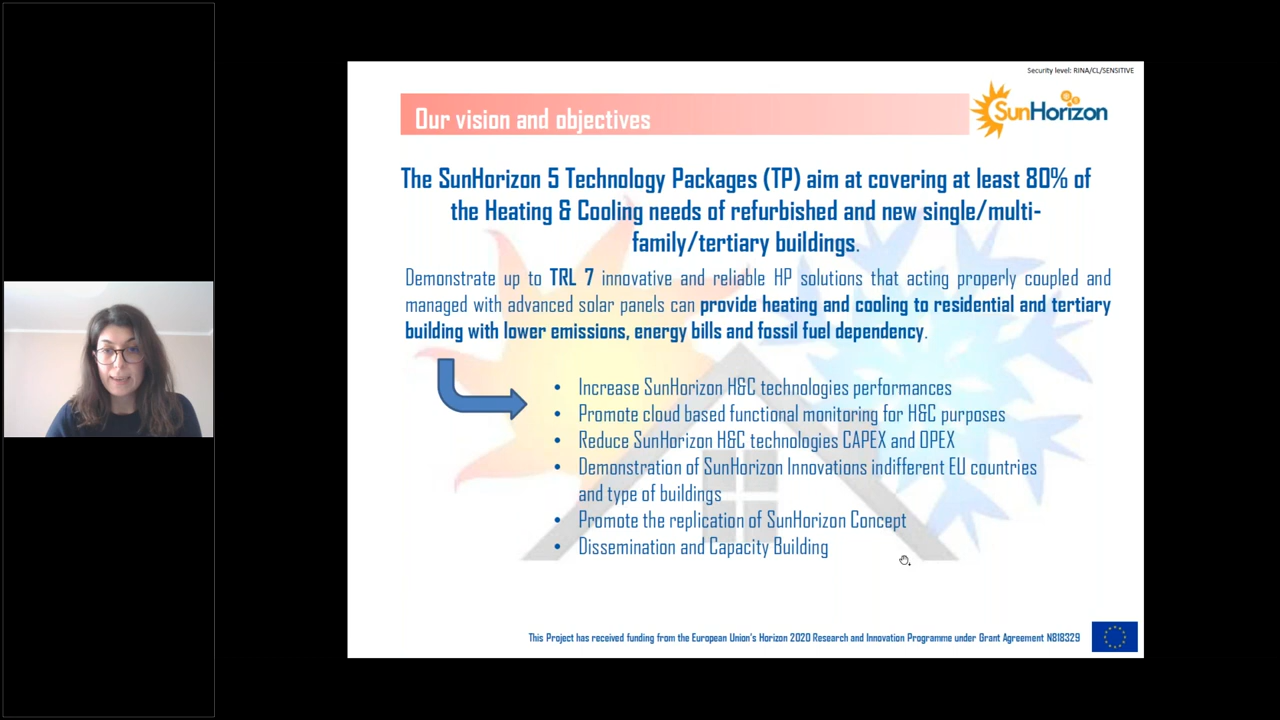 Security level: RINA/CL/SENSITIVE
Our vision and objectives
SunHorizon
The SunHorizon 5 Technology Packages (TP) aim at covering at least 80% of
the Heating & Cooling needs of refurbished and new single/multi-
family/tertiary buildings.
Demonstrate up to TRL 7 innovative and reliable HP solutions that acting properly coupled and
managed with advanced solar panels can provide heating and cooling to residential and tertiary
building with lower emissions, energy bills and fossil fuel dependency.
• Increase SunHorizon H&C technologies performances
• Promote cloud based functional monitoring for H&C purposes
• Reduce SunHorizon H&C technologies CAPEX and OPEX
• Demonstration of SunHorizon Innovations indifferent EU countries
and type of buildings
• Promote the replication of SunHorizon Concept
• Dissemination and Capacity Building
This Project has received funding from the European Union's Horizon 2020 Research and Innovation Programme under Grant Agreement N818329